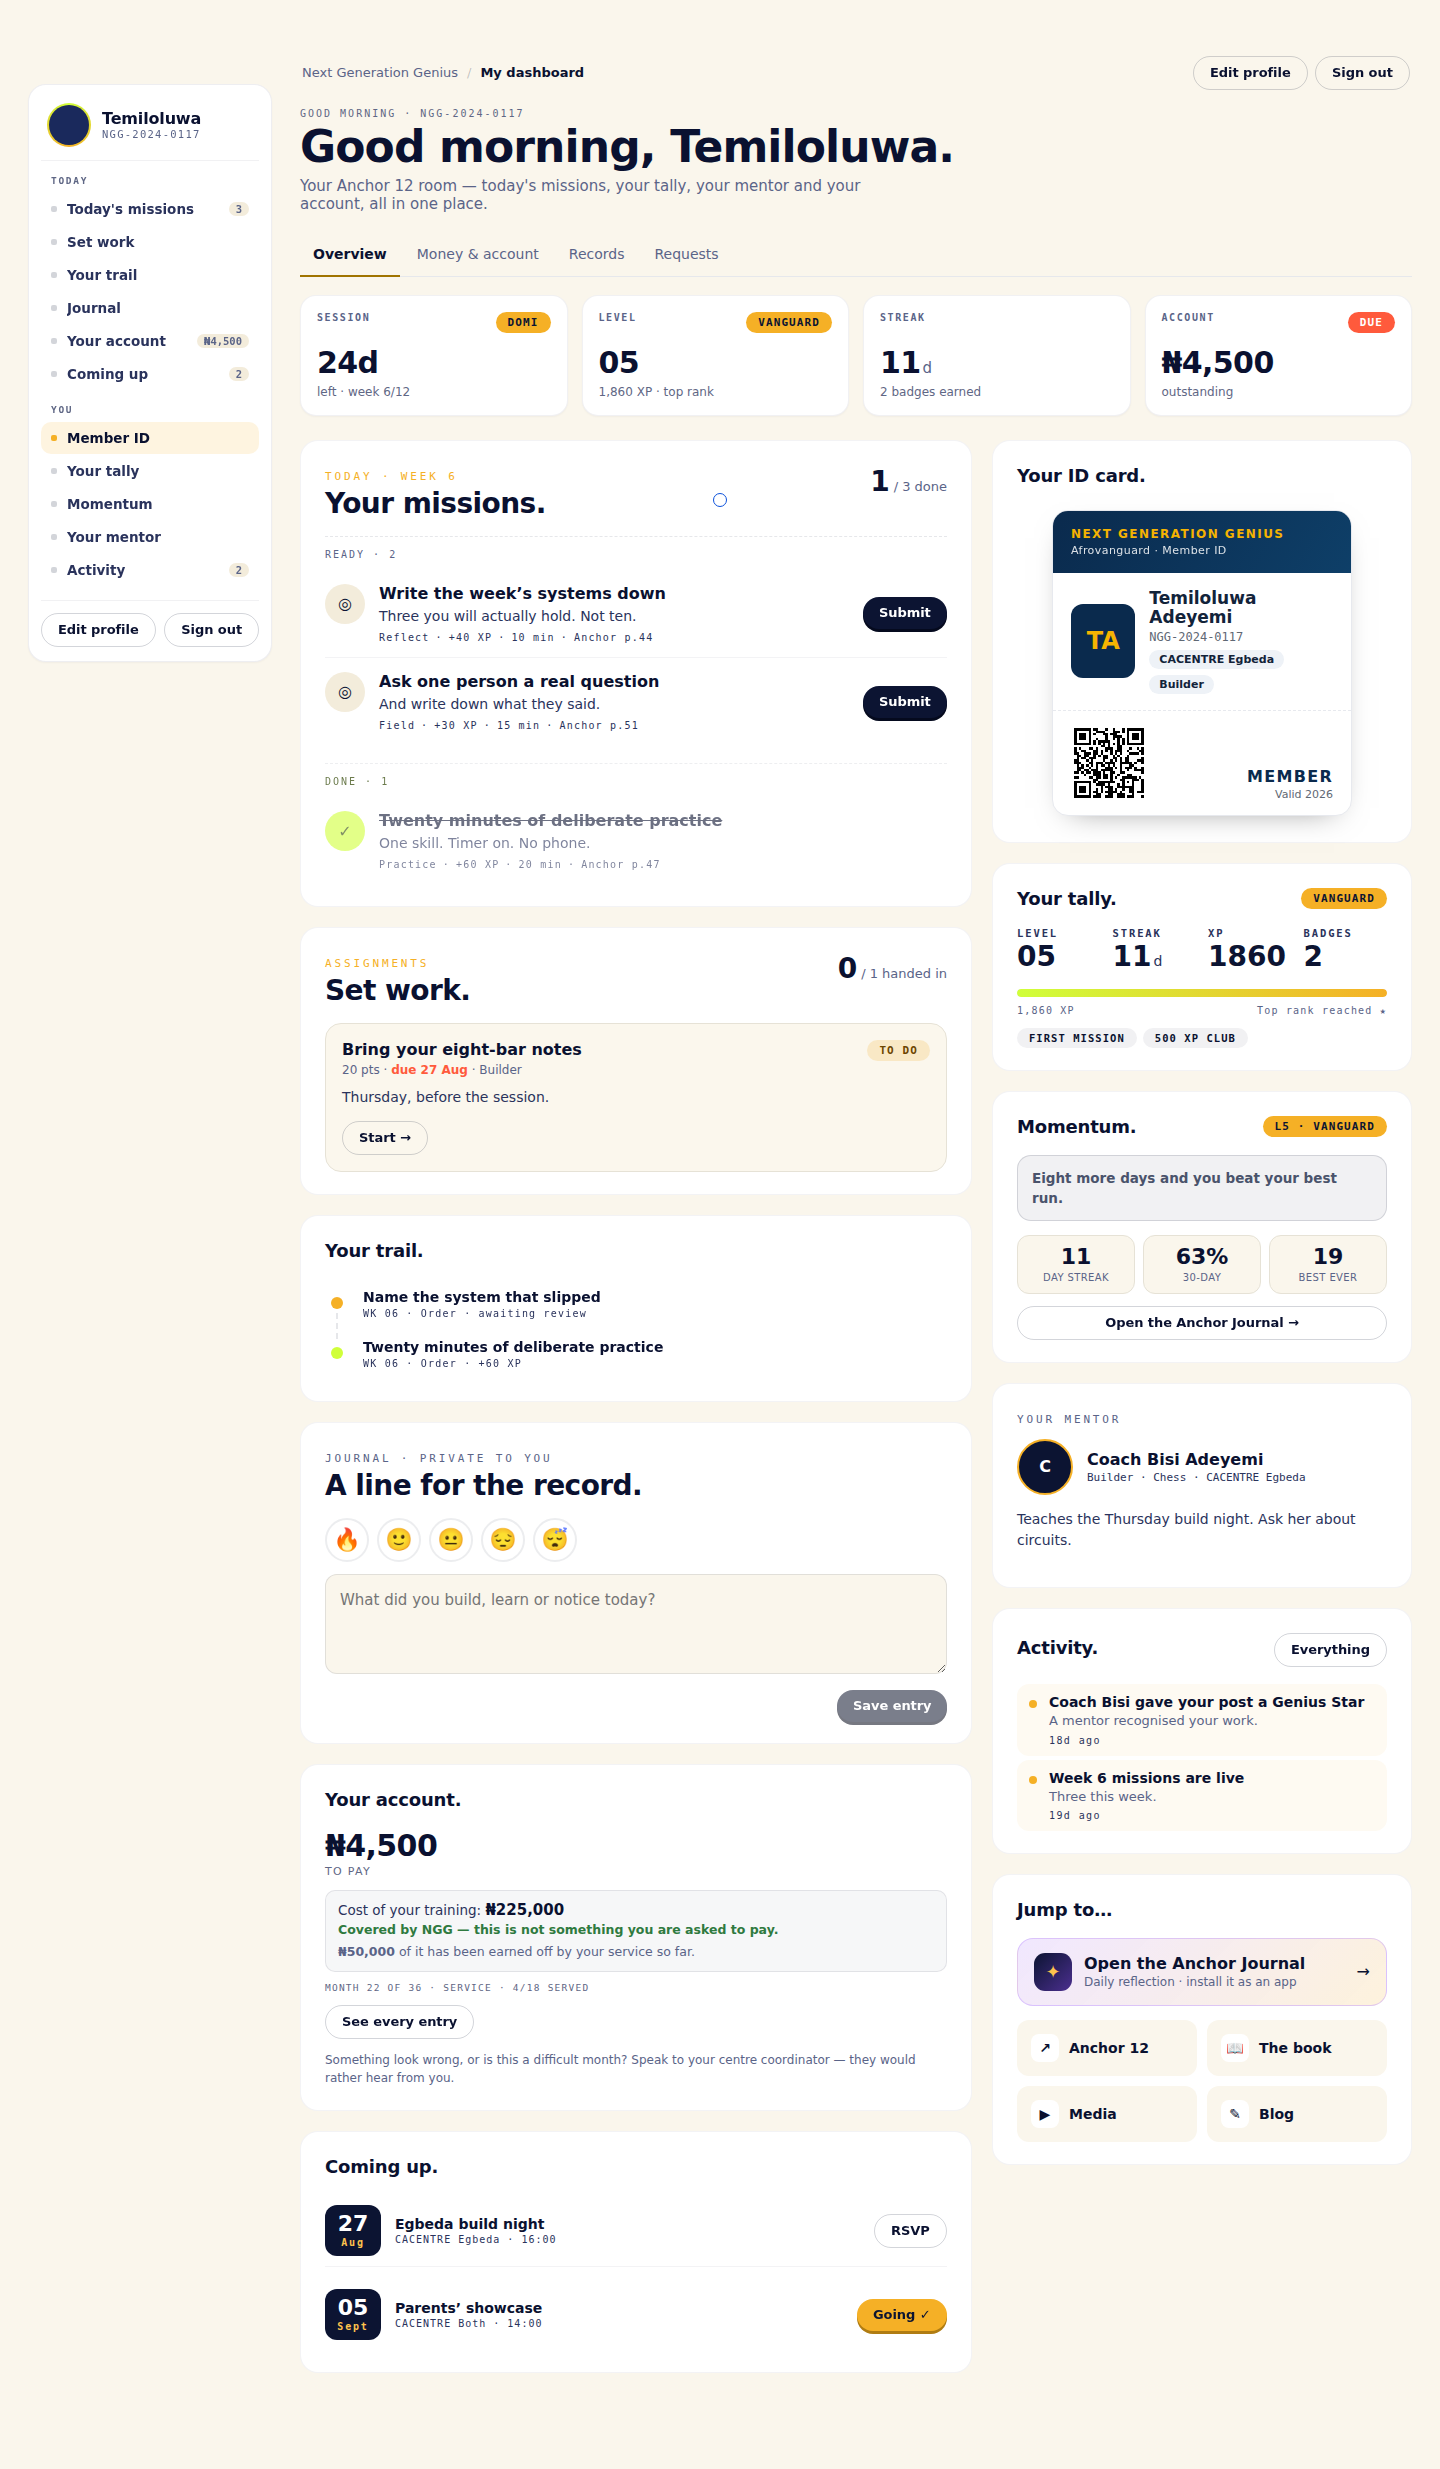 Next Generation Genius / My dashboard
Edit profile
Sign out
Temiloluwa
NGG-2024-0117
TODAY
Today's missions 3
Set work
Your trail
Journal
Your account ₦4,500
Coming up 2
YOU
Member ID
Your tally
Momentum
Your mentor
Activity 2
Edit profile
Sign out
GOOD MORNING · NGG-2024-0117
Good morning, Temiloluwa.
Your Anchor 12 room — today's missions, your tally, your mentor and your
account, all in one place.
Overview Money & account Records Requests
SESSION DOMI
24d
left · week 6/12
LEVEL VANGUARD
05
1,860 XP · top rank
STREAK
11 d
2 badges earned
ACCOUNT DUE
₦4,500
outstanding
TODAY · WEEK 6
Your missions.
1 / 3 done
READY · 2
◎
Write the week’s systems down
Three you will actually hold. Not ten.
Reflect · +40 XP · 10 min · Anchor p.44
Submit
◎
Ask one person a real question
And write down what they said.
Field · +30 XP · 15 min · Anchor p.51
Submit
DONE · 1
✓
Twenty minutes of deliberate practice
One skill. Timer on. No phone.
Practice · +60 XP · 20 min · Anchor p.47
ASSIGNMENTS
Set work.
0 / 1 handed in
Bring your eight-bar notes
TO DO
20 pts · due 27 Aug · Builder
Thursday, before the session.
Start →
Your trail.
Name the system that slipped
WK 06 · Order · awaiting review
Twenty minutes of deliberate practice
WK 06 · Order · +60 XP
JOURNAL · PRIVATE TO YOU
A line for the record.
🔥 🙂 😐 😔 😴
What did you build, learn or notice today?
Save entry
Your account.
₦4,500
TO PAY
Cost of your training: ₦225,000
Covered by NGG — this is not something you are asked to pay.
₦50,000 of it has been earned off by your service so far.
MONTH 22 OF 36 · SERVICE · 4/18 SERVED
See every entry
Something look wrong, or is this a difficult month? Speak to your centre coordinator — they would
rather hear from you.
Coming up.
27
Aug
Egbeda build night
CACENTRE Egbeda · 16:00
RSVP
05
Sept
Parents’ showcase
CACENTRE Both · 14:00
Going ✓
Your ID card.
NEXT GENERATION GENIUS
Afrovanguard · Member ID
TA
Temiloluwa
Adeyemi
NGG-2024-0117
CACENTRE Egbeda
Builder
MEMBER
Valid 2026
Your tally.
VANGUARD
LEVEL STREAK XP BADGES
05 11 d 1860 2
1,860 XP
Top rank reached ★
FIRST MISSION
500 XP CLUB
Momentum.
L5 · VANGUARD
Eight more days and you beat your best
run.
11 63% 19
DAY STREAK 30-DAY BEST EVER
Open the Anchor Journal →
YOUR MENTOR
C
Coach Bisi Adeyemi
Builder · Chess · CACENTRE Egbeda
Teaches the Thursday build night. Ask her about
circuits.
Activity.
Everything
Coach Bisi gave your post a Genius Star
A mentor recognised your work.
18d ago
Week 6 missions are live
Three this week.
19d ago
Jump to…
✦
Open the Anchor Journal
Daily reflection · install it as an app
→
↗ Anchor 12
📖 The book
▶ Media
✎ Blog